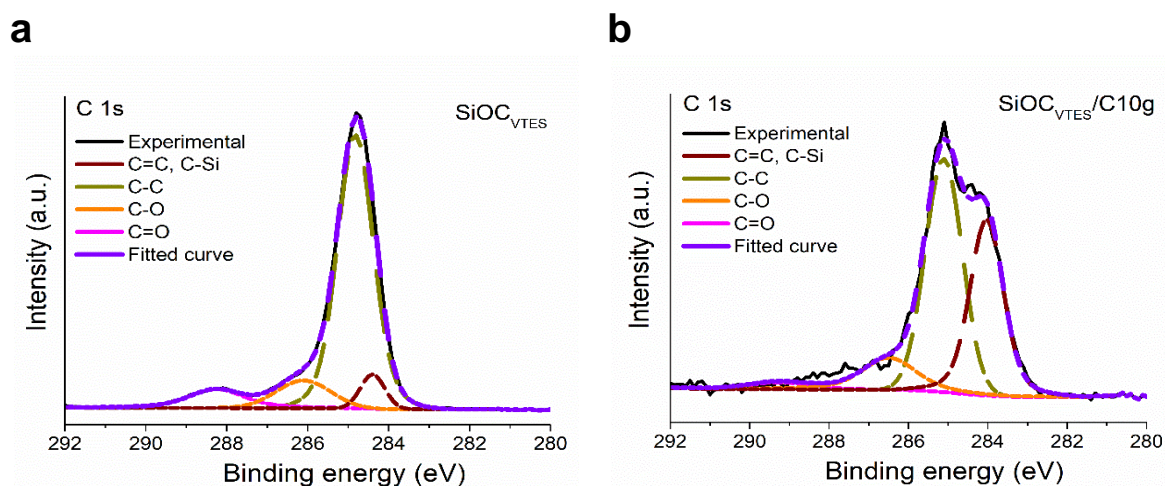 a
C 1s
SiOC_VTES
Experimental
C=C, C-Si
C-C
C-O
C=O
Fitted curve
Intensity (a.u.)
292 290 288 286 284 282 280
Binding energy (eV)
b
C 1s
SiOC_VTES/C10g
Experimental
C=C, C-Si
C-C
C-O
C=O
Fitted curve
Intensity (a.u.)
292 290 288 286 284 282 280
Binding energy (eV)